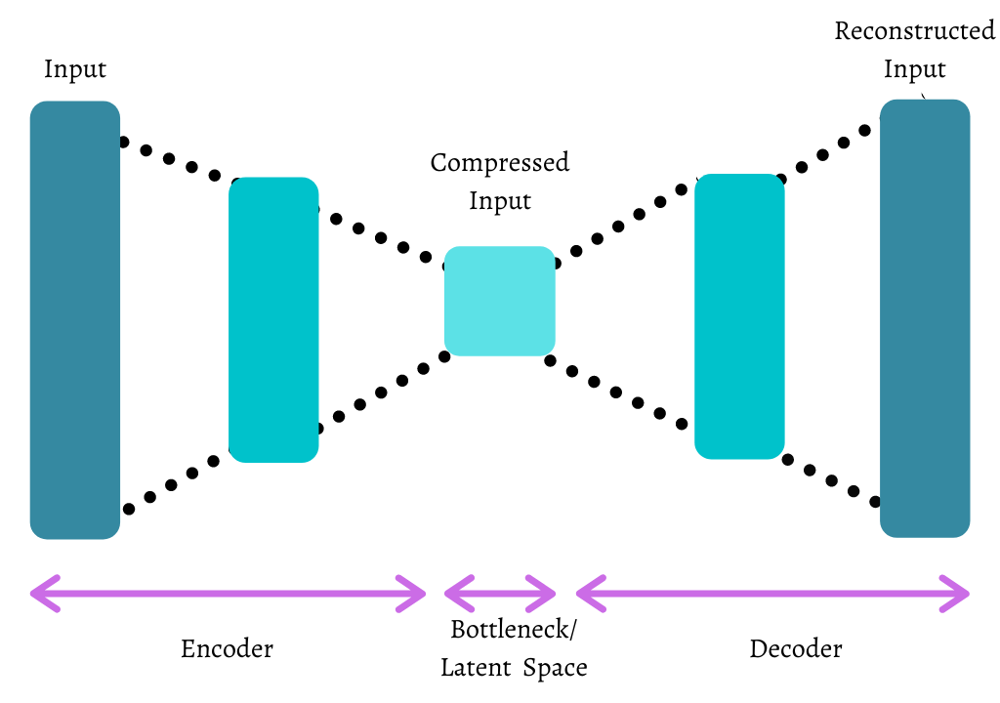 Input
Reconstructed
Input
Compressed
Input
Encoder
Bottleneck/
Latent Space
Decoder